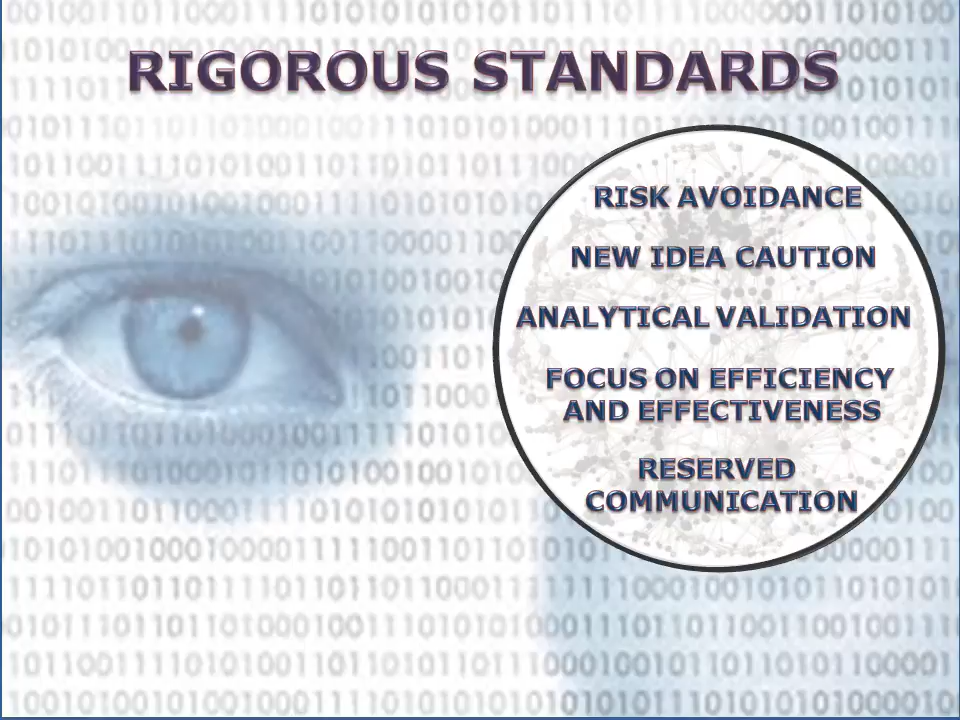 RIGOROUS STANDARDS
RISK AVOIDANCE
NEW IDEA CAUTION
ANALYTICAL VALIDATION
FOCUS ON EFFICIENCY
AND EFFECTIVENESS
RESERVED
COMMUNICATION